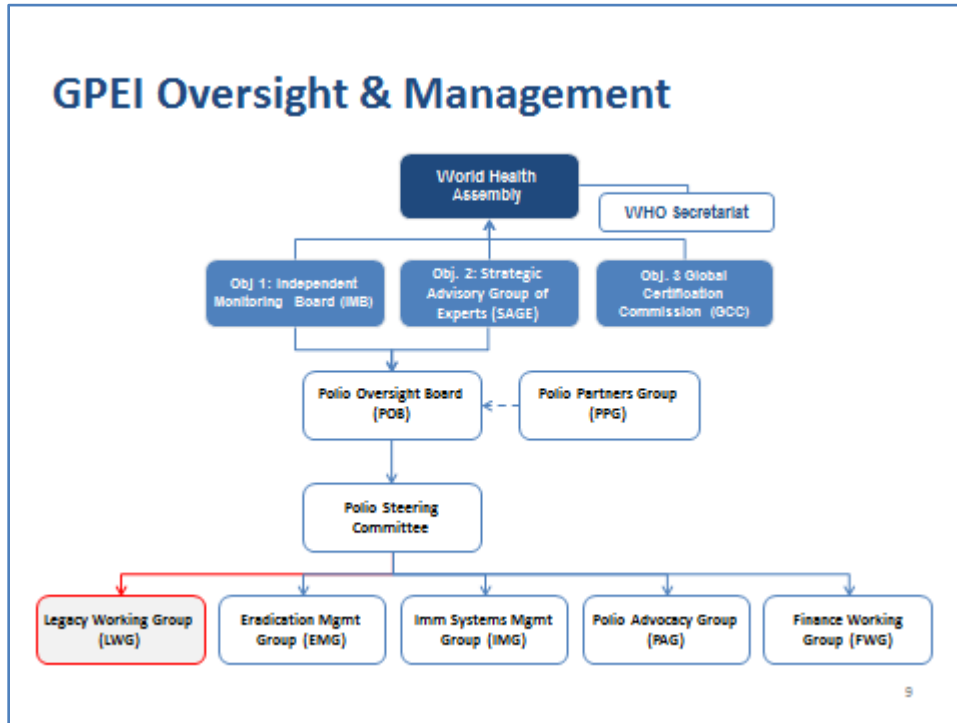 GPEI Oversight & Management
World Health
Assembly
WHO Secretariat
Obj 1: Independent
Monitoring Board (IMB)
Obj. 2: Strategic
Advisory Group of
Experts (SAGE)
Obj. 3 Global
Certification
Commission (GCC)
Polio Oversight Board
(POB)
Polio Partners Group
(PPG)
Polio Steering
Committee
Legacy Working Group
(LWG)
Eradication Mgmt
Group (EMG)
Imm Systems Mgmt
Group (IMG)
Polio Advocacy Group
(PAG)
Finance Working
Group (FWG)
9